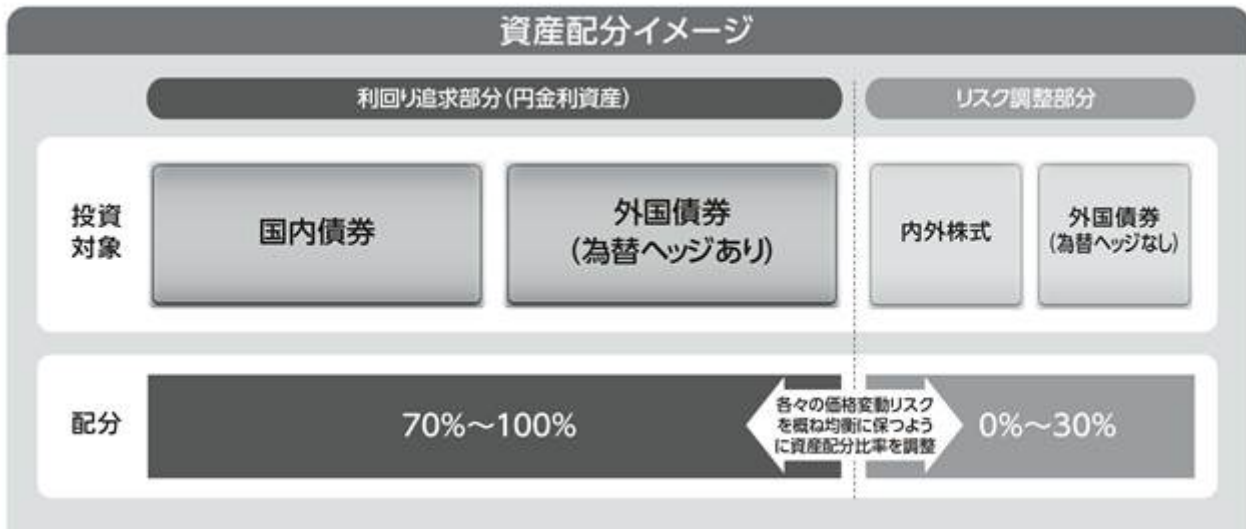 資産配分イメージ
利回り追求部分(円金利資産)
リスク調整部分
投資
対象
国内債券
外国債券
(為替ヘッジあり)
内外株式
外国債券
(為替ヘッジなし)
配分
70%~100%
各々の価格変動リスク
を概ね均衡に保つよう
に資産配分比率を調整
0%~30%